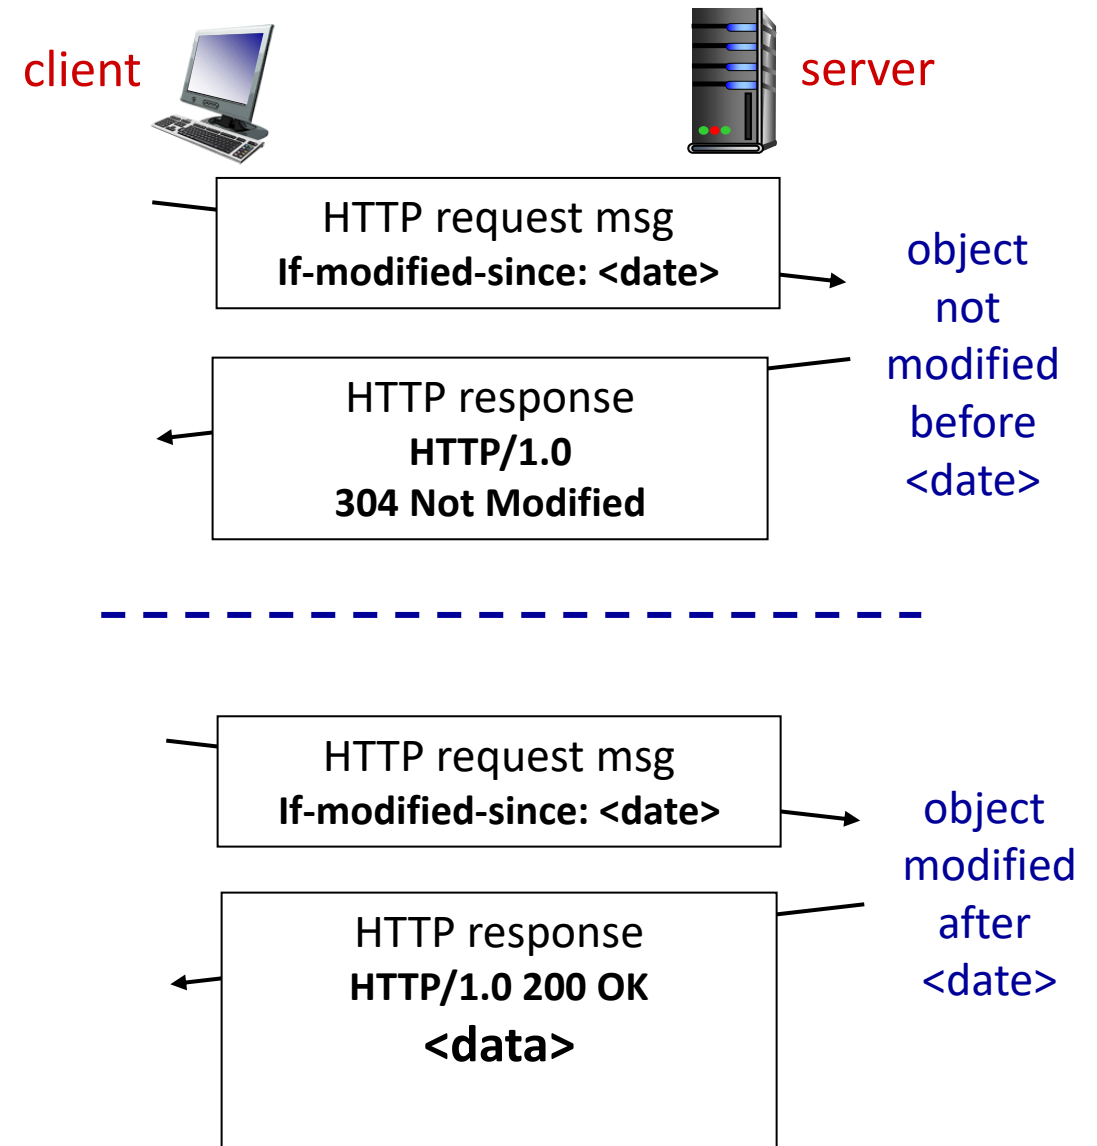 client
server
HTTP request msg
If-modified-since: <date>
object
not
modified
before
<date>
HTTP response
HTTP/1.0
304 Not Modified
HTTP request msg
If-modified-since: <date>
object
modified
after
<date>
HTTP response
HTTP/1.0 200 OK
<data>